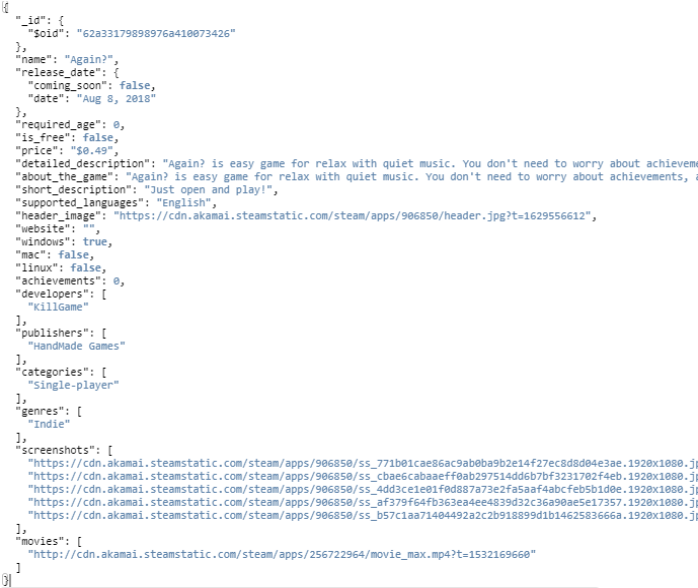 {
"_id": {
"$oid": "62a33179898976a410073426"
},
"name": "Again?",
"release_date": {
"coming_soon": false,
"date": "Aug 8, 2018"
},
"required_age": 0,
"is_free": false,
"price": "$0.49",
"detailed_description": "Again? is easy game for relax with quiet music. You don't need to worry about achieveme
"about_the_game": "Again? is easy game for relax with quiet music. You don't need to worry about achievements, a
"short_description": "Just open and play!",
"supported_languages": "English",
"header_image": "https://cdn.akamai.steamstatic.com/steam/apps/906850/header.jpg?t=1629556612",
"website": "",
"windows": true,
"mac": false,
"linux": false,
"achievements": 0,
"developers": [
"KillGame"
],
"publishers": [
"HandMade Games"
],
"categories": [
"Single-player"
],
"genres": [
"Indie"
],
"screenshots": [
"https://cdn.akamai.steamstatic.com/steam/apps/906850/ss_771b01cae86ac9ab0ba9b2e14f27ec8d8d04e3ae.1920x1080.jp
"https://cdn.akamai.steamstatic.com/steam/apps/906850/ss_cbae6cabaaeff0ab297514dd6b7bf3231702f4eb.1920x1080.jp
"https://cdn.akamai.steamstatic.com/steam/apps/906850/ss_4dd3ce1e01f0d887a73e2fa5aaf4abcfeb5b1d0e.1920x1080.jp
"https://cdn.akamai.steamstatic.com/steam/apps/906850/ss_af379f64fb363ea4ee4839d32c36a90ae5e17357.1920x1080.jp
"https://cdn.akamai.steamstatic.com/steam/apps/906850/ss_b57c1aa71404492a2c2b918899d1b1462583666a.1920x1080.jp
],
"movies": [
"http://cdn.akamai.steamstatic.com/steam/apps/256722964/movie_max.mp4?t=1532169660"
]
}